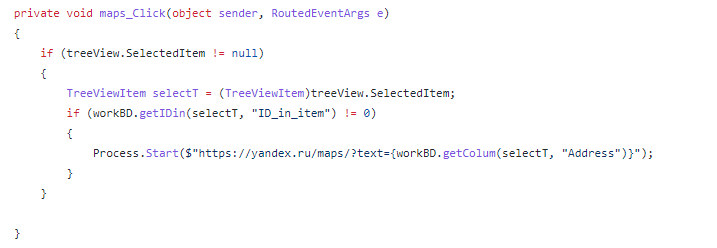 private void maps_Click(object sender, RoutedEventArgs e)
{
if (treeView.SelectedItem != null)
{
TreeViewItem selectT = (TreeViewItem)treeView.SelectedItem;
if (workBD.getIDin(selectT, "ID_in_item") != 0)
{
Process.Start($"https://yandex.ru/maps/?text={workBD.getColum(selectT, "Address")}");
}
}
}